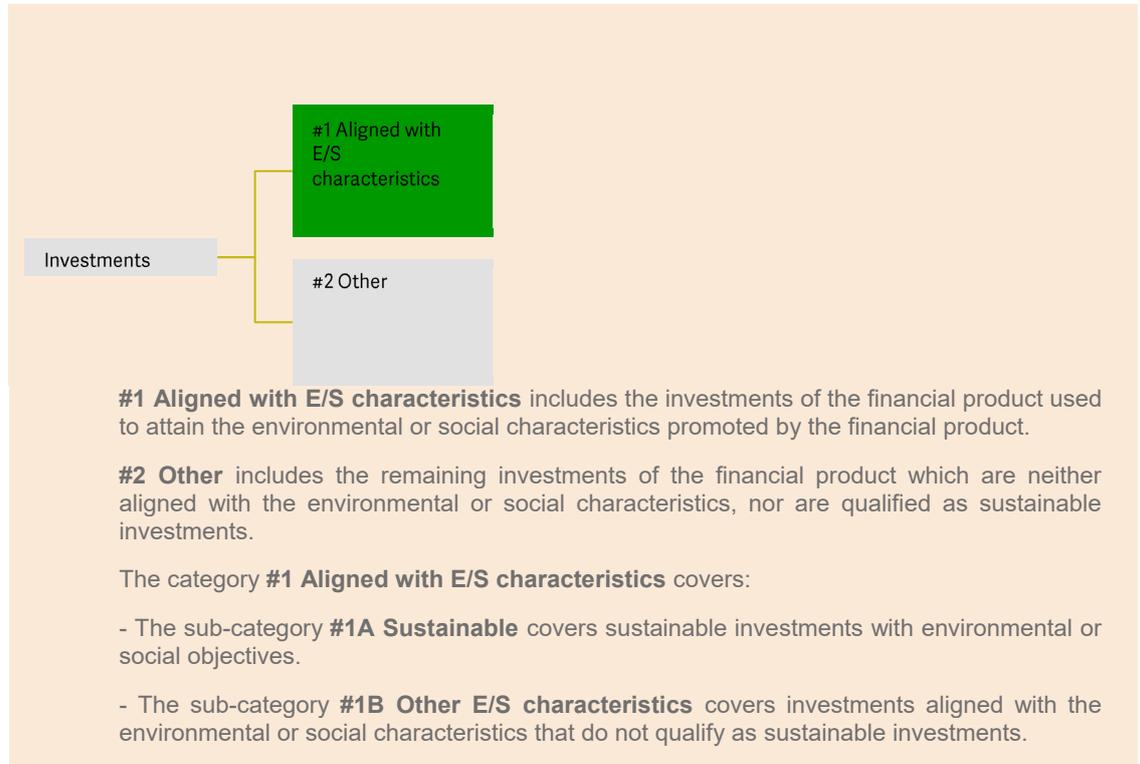 #1 Aligned with
E/S
characteristics
Investments
#2 Other
#1 Aligned with E/S characteristics includes the investments of the financial product used
to attain the environmental or social characteristics promoted by the financial product.
#2 Other includes the remaining investments of the financial product which are neither
aligned with the environmental or social characteristics, nor are qualified as sustainable
investments.
The category #1 Aligned with E/S characteristics covers:
- The sub-category #1A Sustainable covers sustainable investments with environmental or
social objectives.
- The sub-category #1B Other E/S characteristics covers investments aligned with the
environmental or social characteristics that do not qualify as sustainable investments.